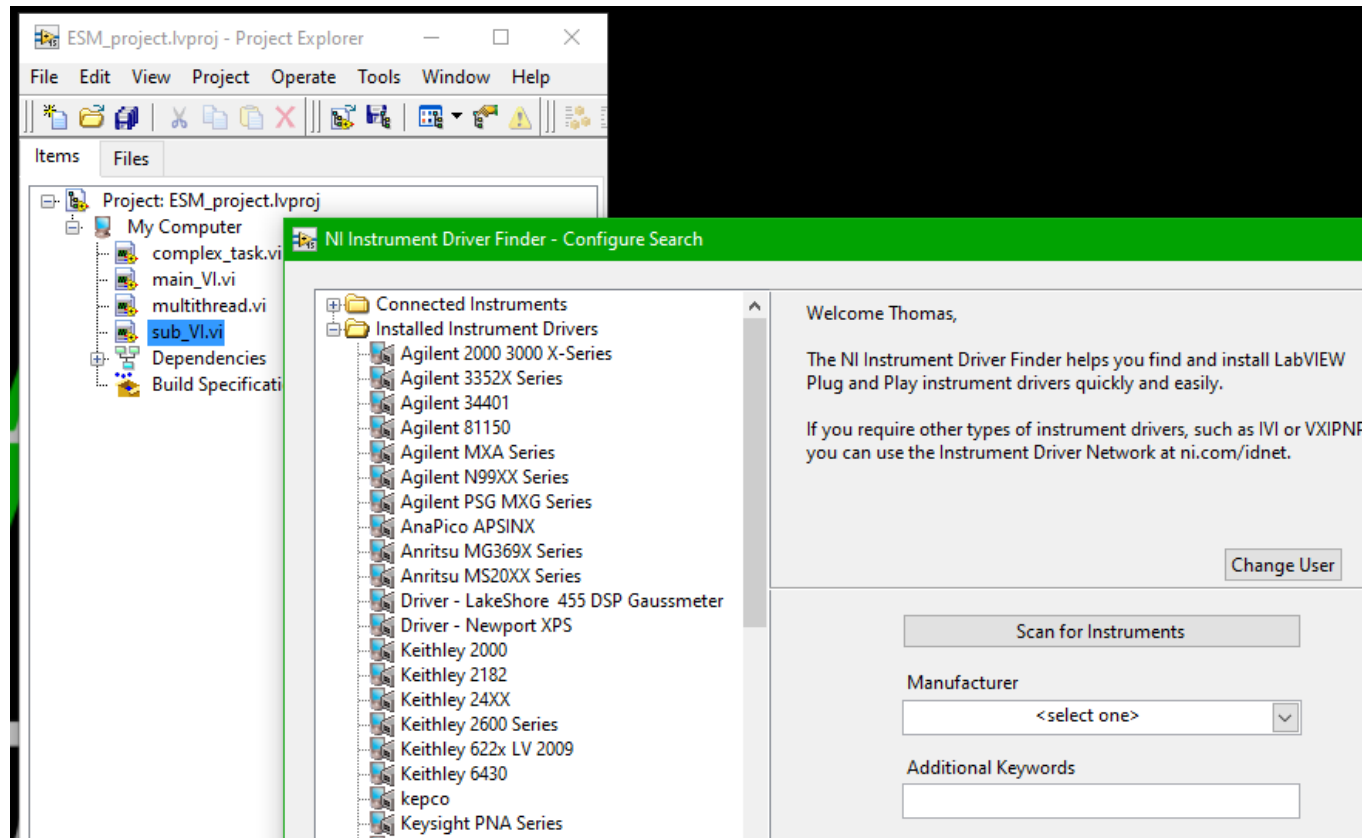 ESM_project.lvproj - Project Explorer
File Edit View Project Operate Tools Window Help
Items Files
Project: ESM_project.lvproj
My Computer
complex_task.vi
main_VI.vi
multithread.vi
sub_VI.vi
Dependencies
Build Specificati
NI Instrument Driver Finder - Configure Search
Connected Instruments
Installed Instrument Drivers
Agilent 2000 3000 X-Series
Agilent 3352X Series
Agilent 34401
Agilent 81150
Agilent MXA Series
Agilent N99XX Series
Agilent PSG MXG Series
AnaPico APSINX
Anritsu MG369X Series
Anritsu MS20XX Series
Driver - LakeShore 455 DSP Gaussmeter
Driver - Newport XPS
Keithley 2000
Keithley 2182
Keithley 24XX
Keithley 2600 Series
Keithley 622x LV 2009
Keithley 6430
kepco
Keysight PNA Series
Welcome Thomas,
The NI Instrument Driver Finder helps you find and install LabVIEW
Plug and Play instrument drivers quickly and easily.
If you require other types of instrument drivers, such as IVI or VXIPNP
you can use the Instrument Driver Network at ni.com/idnet.
Change User
Scan for Instruments
Manufacturer
<select one>
Additional Keywords